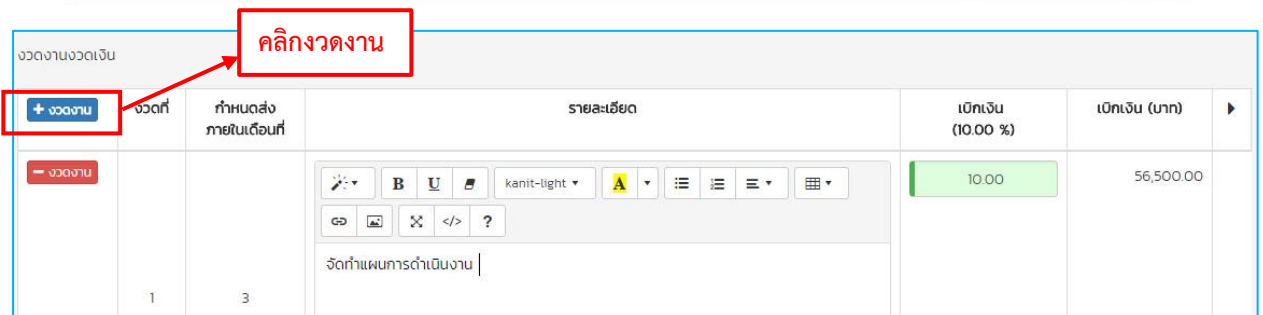 คลิกงวดงาน
งวดงานงวดเงิน
+ งวดงาน งวดที่ กำหนดส่ง รายละเอียด เบิกเงิน เบิกเงิน (บาท)
ภายในเดือนที่ (10.00 %)
− งวดงาน B U kanit-light A 10.00 56,500.00
</> ?
จัดทำแผนการดำเนินงาน
1 3